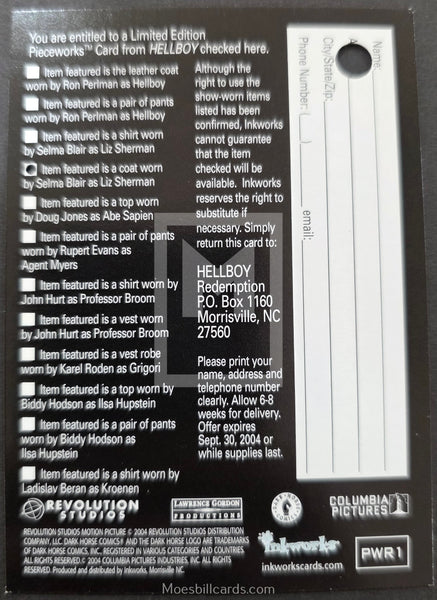 You are entitled to a Limited Edition
Pieceworks™ Card from HELLBOY checked here.
Item featured is the leather coat
worn by Ron Perlman as Hellboy
Item featured is a pair of pants
worn by Ron Perlman as Hellboy
Item featured is a shirt worn
by Selma Blair as Liz Sherman
Item featured is a coat worn
by Selma Blair as Liz Sherman
Item featured is a top worn
by Doug Jones as Abe Sapien
Item featured is a pair of pants
worn by Rupert Evans as
Agent Myers
Item featured is a shirt worn by
John Hurt as Professor Broom
Item featured is a vest worn
by John Hurt as Professor Broom
Item featured is a vest robe
worn by Karel Roden as Grigori
Item featured is a top worn by
Biddy Hodson as Ilsa Hupstein
Item featured is a pair of pants
worn by Biddy Hodson as
Ilsa Hupstein
Item featured is a shirt worn by
Ladislav Beran as Kroenen
Although the
right to use the
show-worn items
listed has been
confirmed, Inkworks
cannot guarantee
that the item
checked will be
available. Inkworks
reserves the right to
substitute if
necessary. Simply
return this card to:
HELLBOY
Redemption
P.O. Box 1160
Morrisville, NC
27560
Please print your
name, address and
telephone number
clearly. Allow 6-8
weeks for delivery.
Offer expires
Sept. 30, 2004 or
while supplies last.
Name:
City/State/Zip:
Phone Number: (    )
email:
REVOLUTION
STUDIOS
LAWRENCE GORDON
PRODUCTIONS
COLUMBIA
PICTURES
REVOLUTION STUDIOS MOTION PICTURE © 2004 REVOLUTION STUDIOS DISTRIBUTION
COMPANY, LLC. DARK HORSE COMICS® AND THE DARK HORSE LOGO ARE TRADEMARKS
OF DARK HORSE COMICS, INC., REGISTERED IN VARIOUS CATEGORIES AND COUNTRIES.
ALL RIGHTS RESERVED. © 2004 COLUMBIA PICTURES INDUSTRIES, INC. ALL RIGHTS
RESERVED. Produced and distributed by Inkworks. Morrisville NC.
inkworks
inkworks.com
PWR1
Moesbillcards.com